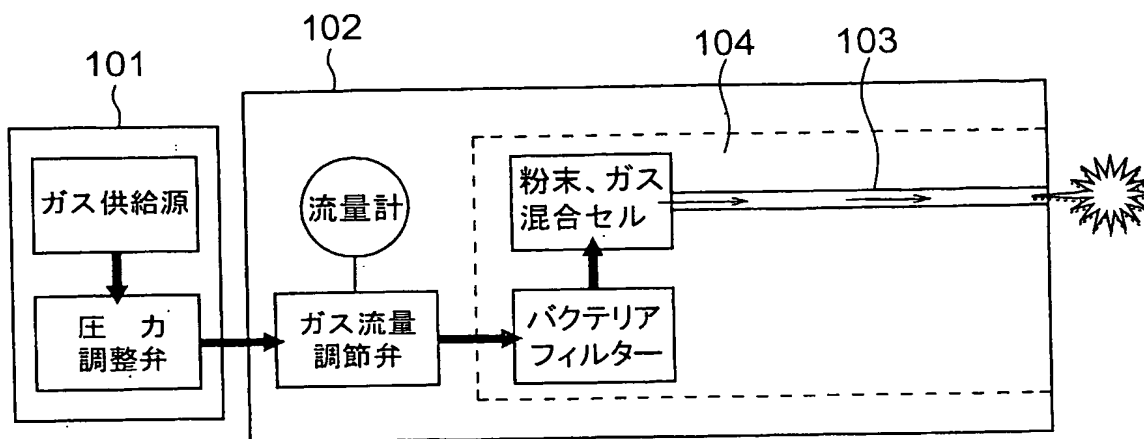 101
102
104
103
ガス供給源
流量計
粉末、ガス
混合セル
圧 力
調整弁
ガス流量
調節弁
バクテリア
フィルター